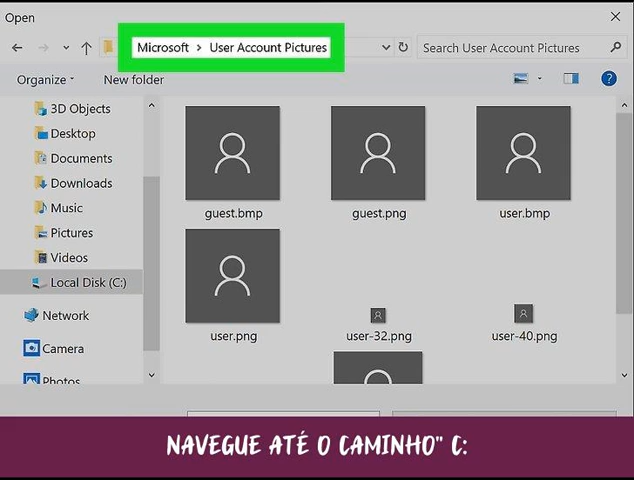 Open
Microsoft > User Account Pictures
Search User Account Pictures
Organize
New folder
3D Objects
Desktop
Documents
Downloads
Music
Pictures
Videos
Local Disk (C:)
Network
Camera
Photos
guest.bmp
guest.png
user.bmp
user.png
user-32.png
user-40.png
NAVEGUE ATÉ O CAMINHO" C: